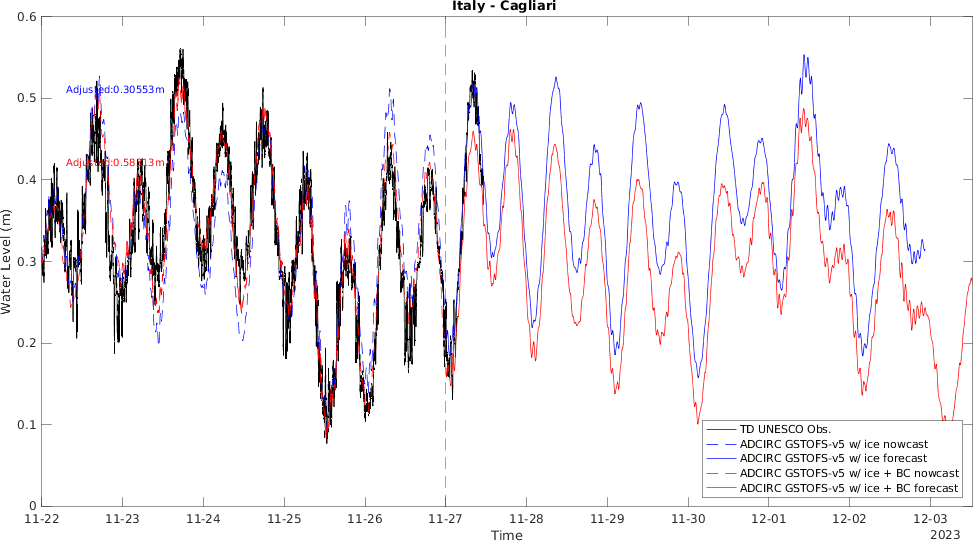 Italy - Cagliari
Water Level (m)
0.6
0.5
0.4
0.3
0.2
0.1
0
Adjusted:0.30553m
11-22
11-23
11-24
11-25
11-26
11-27
11-28
11-29
11-30
12-01
12-02
12-03
2023
Time
TD UNESCO Obs.
ADCIRC GSTOFS-v5 w/ ice nowcast
ADCIRC GSTOFS-v5 w/ ice forecast
ADCIRC GSTOFS-v5 w/ ice + BC nowcast
ADCIRC GSTOFS-v5 w/ ice + BC forecast